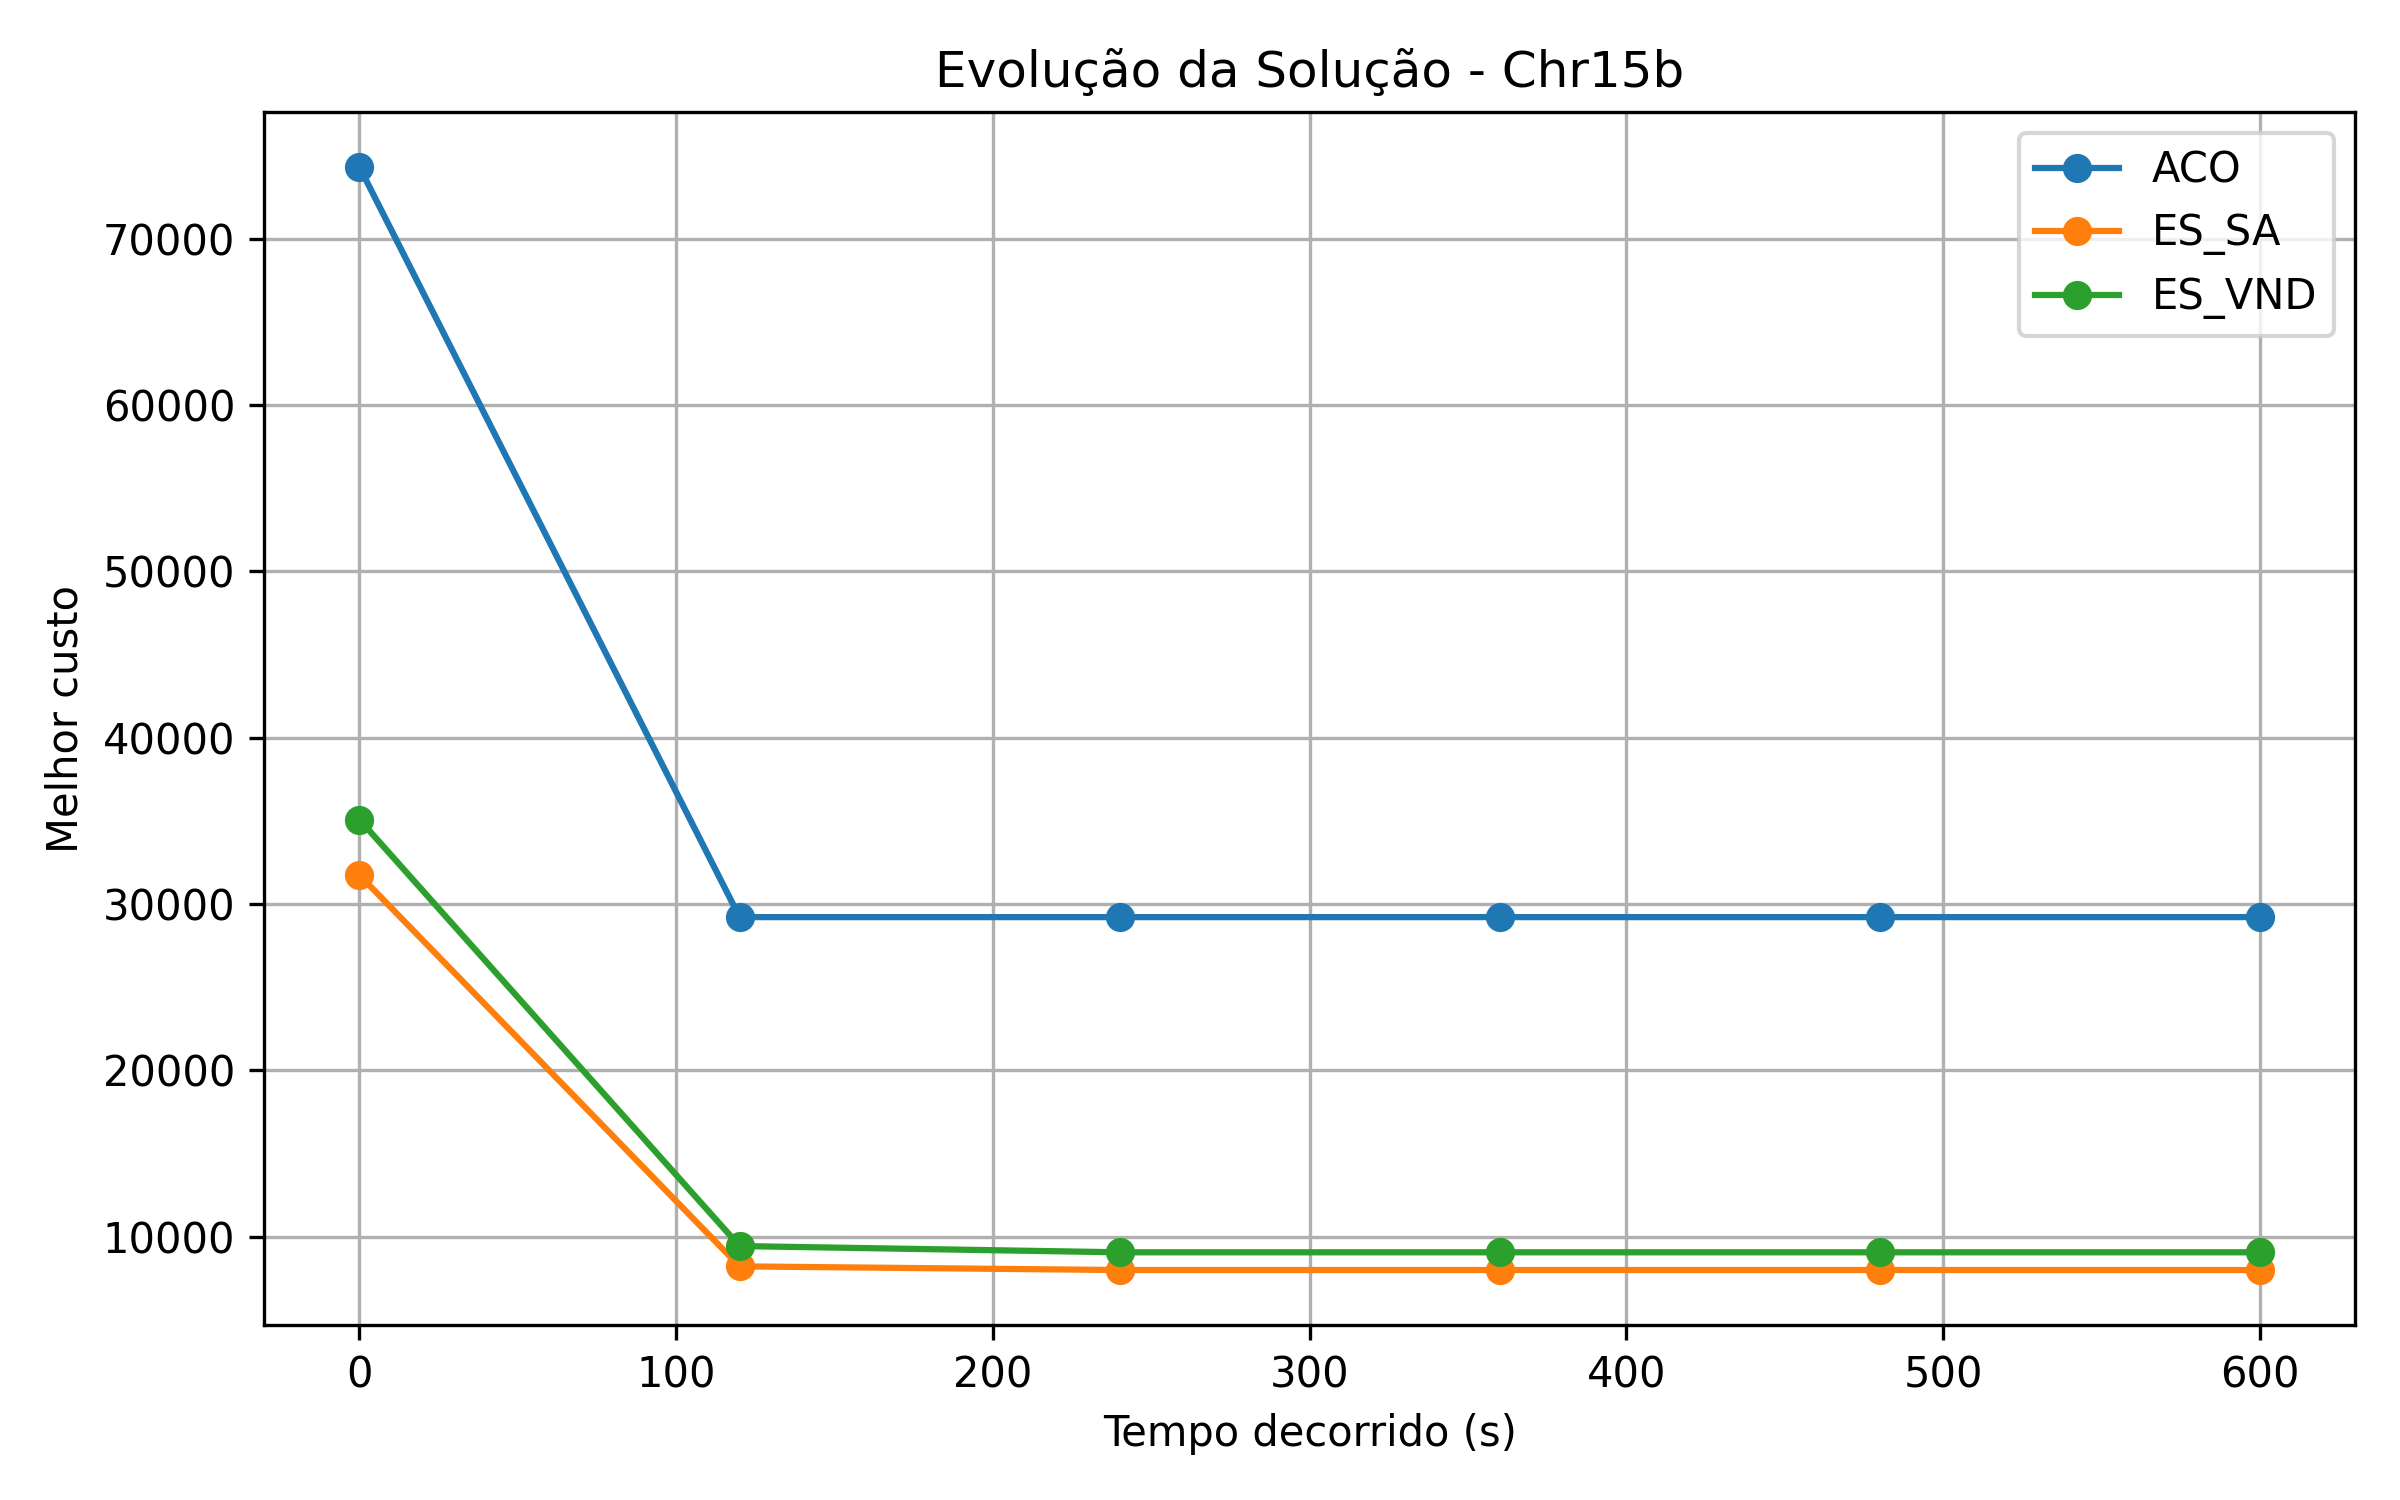 Evolução da Solução - Chr15b
ACO
ES_SA
ES_VND
Melhor custo
70000
60000
50000
40000
30000
20000
10000
0 100 200 300 400 500 600
Tempo decorrido (s)